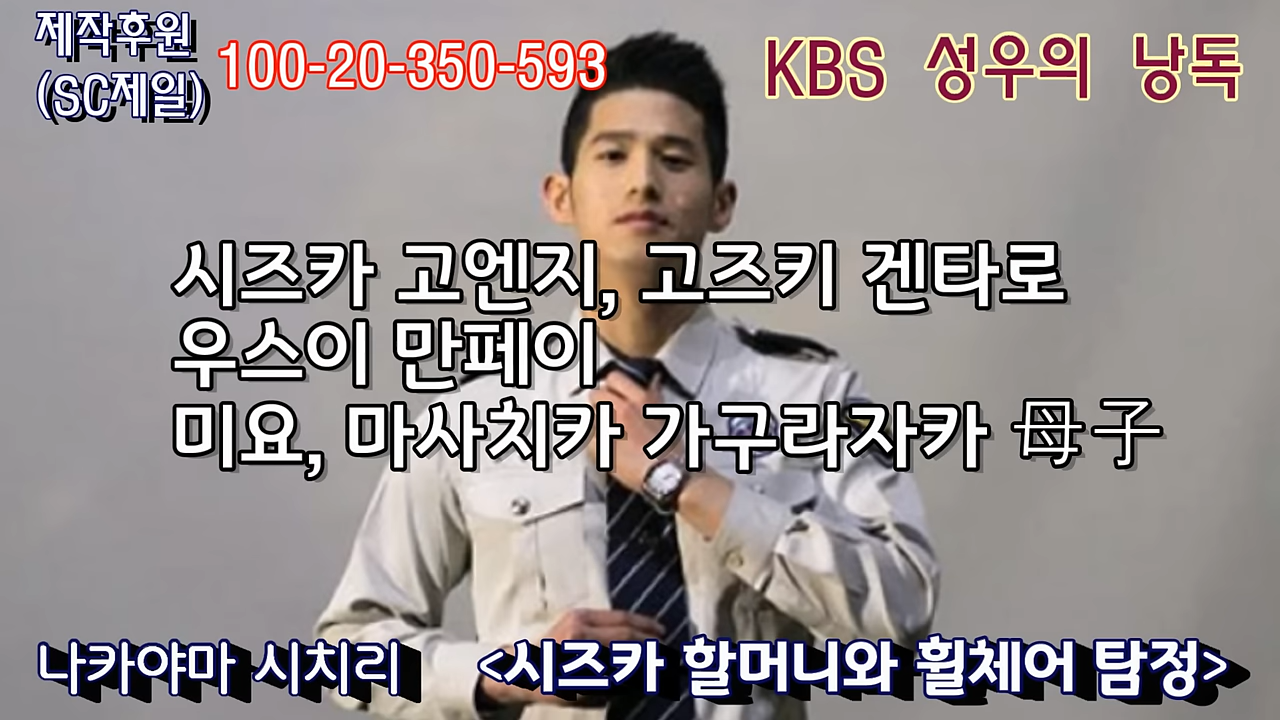 제작후원
(SC제일)
100-20-350-593
KBS 성우의 낭독
시즈카 고엔지, 고즈키 겐타로
우스이 만페이
미요, 마사치카 가구라자카 母子
나카야마 시치리
<시즈카 할머니와 휠체어 탐정>